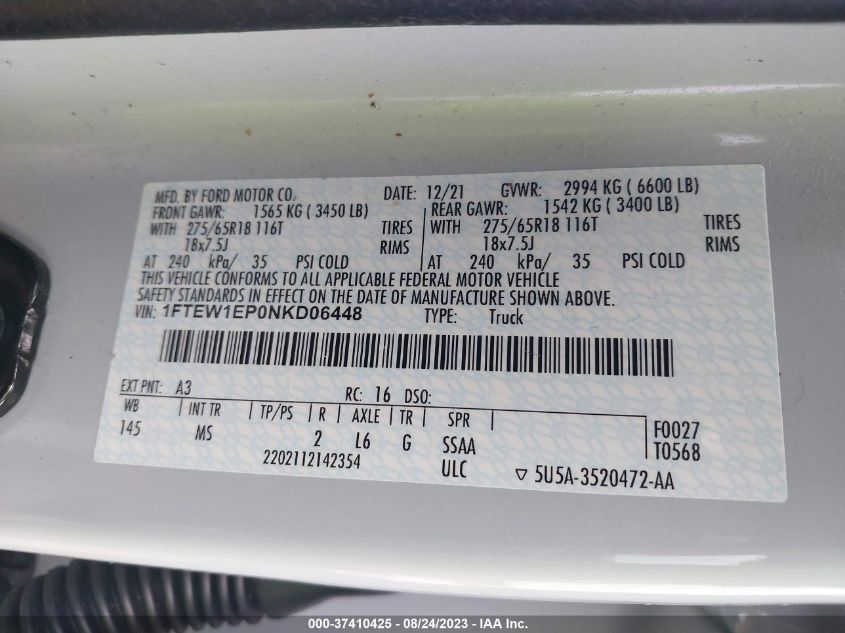 MFD. BY FORD MOTOR CO. DATE: 12/21 GVWR: 2994 KG ( 6600 LB)
FRONT GAWR: 1565 KG ( 3450 LB) REAR GAWR: 1542 KG ( 3400 LB)
WITH 275/65R18 116T TIRES WITH 275/65R18 116T TIRES
18x7.5J RIMS 18x7.5J RIMS
AT 240 kPa/ 35 PSI COLD AT 240 kPa/ 35 PSI COLD
THIS VEHICLE CONFORMS TO ALL APPLICABLE FEDERAL MOTOR VEHICLE
SAFETY STANDARDS IN EFFECT ON THE DATE OF MANUFACTURE SHOWN ABOVE.
VIN: 1FTEW1EP0NKD06448 TYPE: Truck
EXT PNT: A3 RC: 16 DSO:
WB INT TR TP/PS R AXLE TR SPR F0027
145 MS 2 L6 G SSAA T0568
2202112142354 ULC ▽ 5U5A-3520472-AA
000-37410425 - 08/24/2023 - IAA Inc.